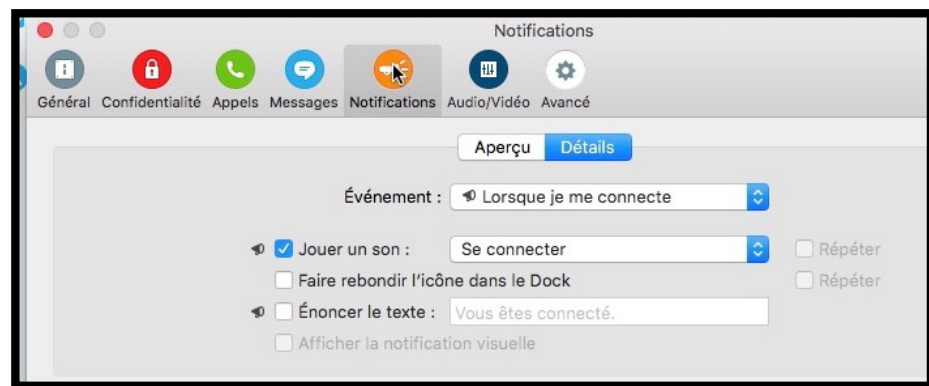 Notifications
Général Confidentialité Appels Messages Notifications Audio/Vidéo Avancé
Aperçu Détails
Événement : Lorsque je me connecte
Jouer un son : Se connecter Répéter
Faire rebondir l'icône dans le Dock Répéter
Énoncer le texte : Vous êtes connecté.
Afficher la notification visuelle